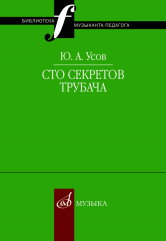 БИБЛИОТЕКА
МУЗЫКАНТА-ПЕДАГОГА
Ю. А. Усов
СТО СЕКРЕТОВ
ТРУБАЧА
МУЗЫКА